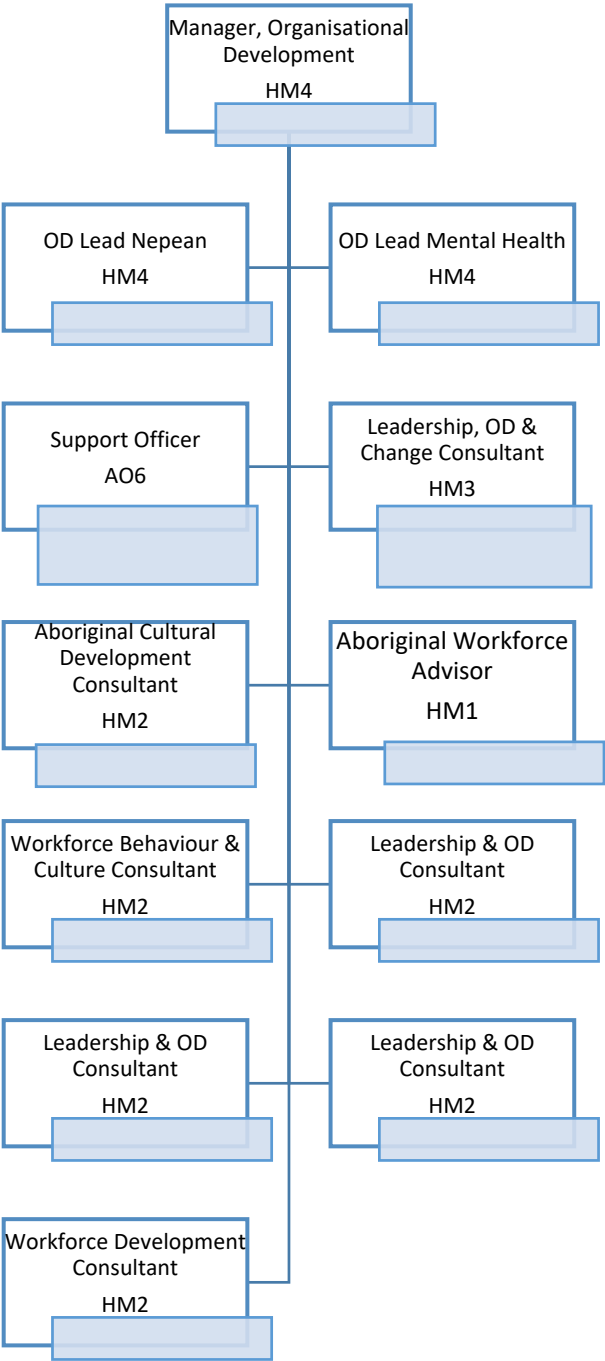 Manager, Organisational
Development
HM4
OD Lead Nepean
HM4
OD Lead Mental Health
HM4
Support Officer
AO6
Leadership, OD &
Change Consultant
HM3
Aboriginal Cultural
Development
Consultant
HM2
Aboriginal Workforce
Advisor
HM1
Workforce Behaviour &
Culture Consultant
HM2
Leadership & OD
Consultant
HM2
Leadership & OD
Consultant
HM2
Leadership & OD
Consultant
HM2
Workforce Development
Consultant
HM2